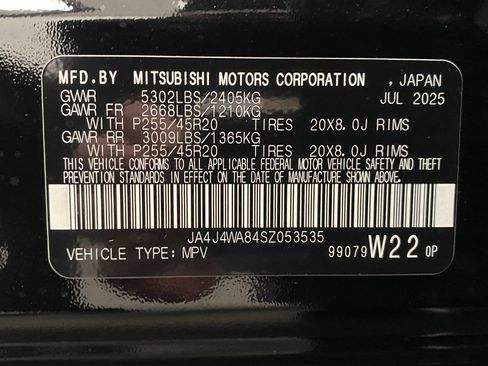 MFD.BY MITSUBISHI MOTORS CORPORATION , JAPAN
GVWR 5302LBS/2405KG JUL 2025
GAWR FR 2668LBS/1210KG
WITH P255/45R20 TIRES 20X8.0J RIMS
GAWR RR 3009LBS/1365KG
WITH P255/45R20 TIRES 20X8.0J RIMS
THIS VEHICLE CONFORMS TO ALL APPLICABLE FEDERAL MOTOR VEHICLE SAFETY AND THEFT
PREVENTION STANDARDS IN EFFECT ON THE DATE OF MANUFACTURE SHOWN ABOVE.
JA4J4WA84SZ053535
VEHICLE TYPE: MPV 99079 W22 0P